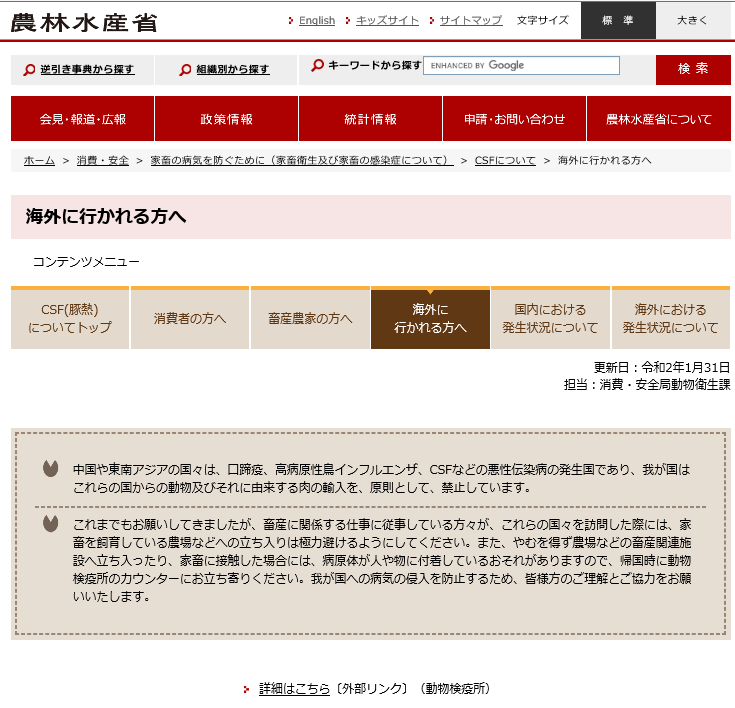 農林水産省
English キッズサイト サイトマップ 文字サイズ 標 準 大きく
逆引き事典から探す 組織別から探す キーワードから探す ENHANCED BY Google 検 索
会見・報道・広報 政策情報 統計情報 申請・お問い合わせ 農林水産省について
ホーム > 消費・安全 > 家畜の病気を防ぐために（家畜衛生及び家畜の感染症について） > CSFについて > 海外に行かれる方へ
海外に行かれる方へ
コンテンツメニュー
CSF(豚熱)
についてトップ
消費者の方へ
畜産農家の方へ
海外に
行かれる方へ
国内における
発生状況について
海外における
発生状況について
更新日：令和2年1月31日
担当：消費・安全局動物衛生課
中国や東南アジアの国々は、口蹄疫、高病原性鳥インフルエンザ、CSFなどの悪性伝染病の発生国であり、我が国は
これらの国からの動物及びそれに由来する肉の輸入を、原則として、禁止しています。
これまでもお願いしてきましたが、畜産に関係する仕事に従事している方々が、これらの国々を訪問した際には、家
畜を飼育している農場などへの立ち入りは極力避けるようにしてください。また、やむを得ず農場などの畜産関連施
設へ立ち入ったり、家畜に接触した場合には、病原体が人や物に付着しているおそれがありますので、帰国時に動物
検疫所のカウンターにお立ち寄りください。我が国への病気の侵入を防止するため、皆様方のご理解とご協力をお願
いいたします。
詳細はこちら〔外部リンク〕（動物検疫所）